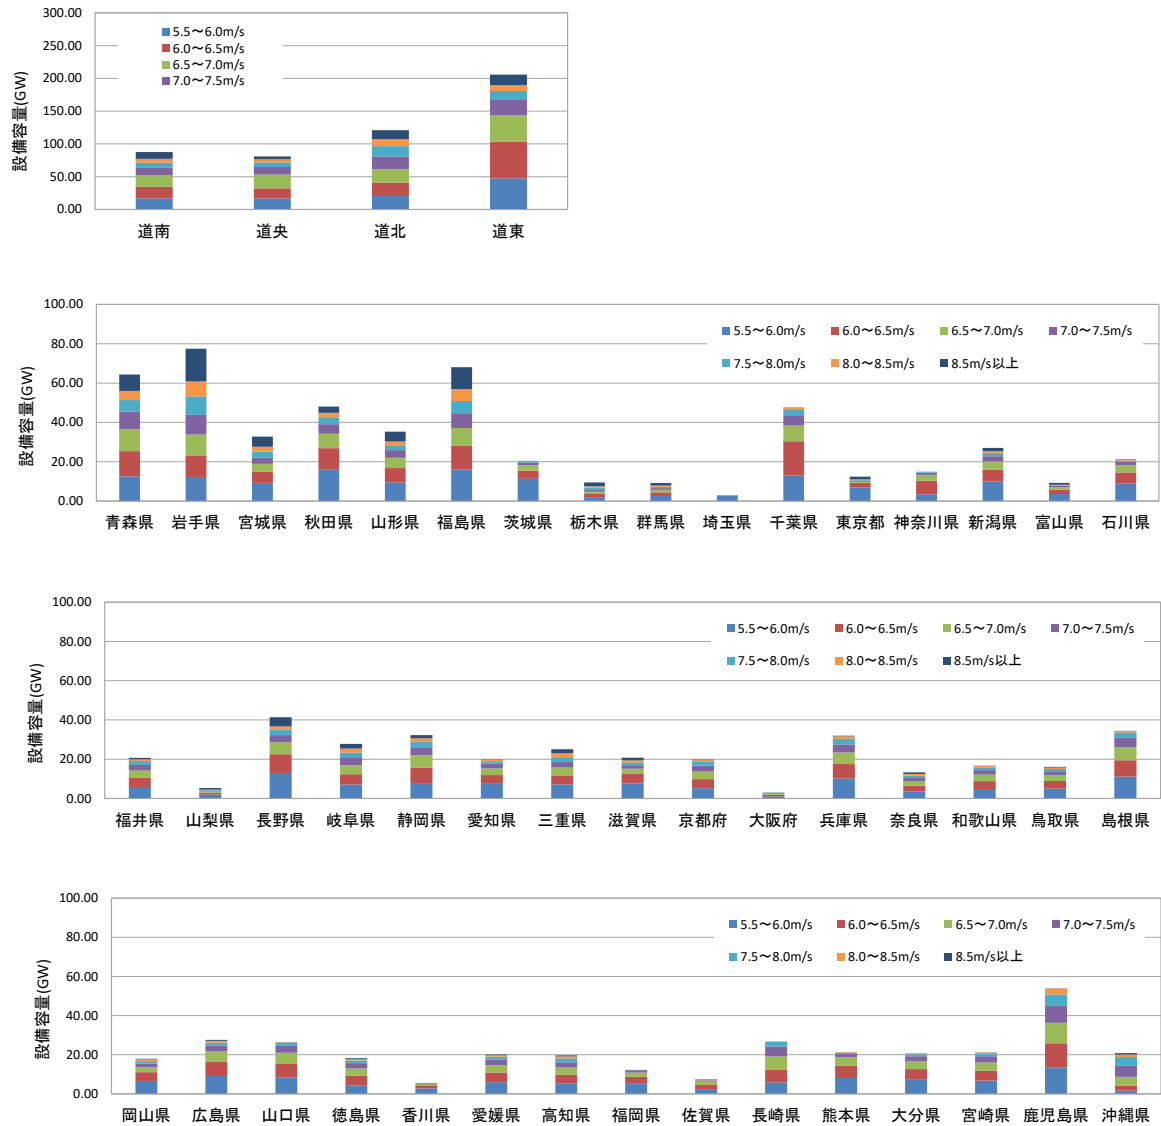 300.00
250.00
200.00
150.00
100.00
50.00
0.00
設備容量(GW)
5.5～6.0m/s
6.0～6.5m/s
6.5～7.0m/s
7.0～7.5m/s
道南 道央 道北 道東
100.00
80.00
60.00
40.00
20.00
0.00
設備容量(GW)
5.5～6.0m/s 6.0～6.5m/s 6.5～7.0m/s 7.0～7.5m/s
7.5～8.0m/s 8.0～8.5m/s 8.5m/s以上
青森県 岩手県 宮城県 秋田県 山形県 福島県 茨城県 栃木県 群馬県 埼玉県 千葉県 東京都 神奈川県 新潟県 富山県 石川県
100.00
80.00
60.00
40.00
20.00
0.00
設備容量(GW)
5.5～6.0m/s 6.0～6.5m/s 6.5～7.0m/s 7.0～7.5m/s
7.5～8.0m/s 8.0～8.5m/s 8.5m/s以上
福井県 山梨県 長野県 岐阜県 静岡県 愛知県 三重県 滋賀県 京都府 大阪府 兵庫県 奈良県 和歌山県 鳥取県 島根県
100.00
80.00
60.00
40.00
20.00
0.00
設備容量(GW)
5.5～6.0m/s 6.0～6.5m/s 6.5～7.0m/s 7.0～7.5m/s
7.5～8.0m/s 8.0～8.5m/s 8.5m/s以上
岡山県 広島県 山口県 徳島県 香川県 愛媛県 高知県 福岡県 佐賀県 長崎県 熊本県 大分県 宮崎県 鹿児島県 沖縄県